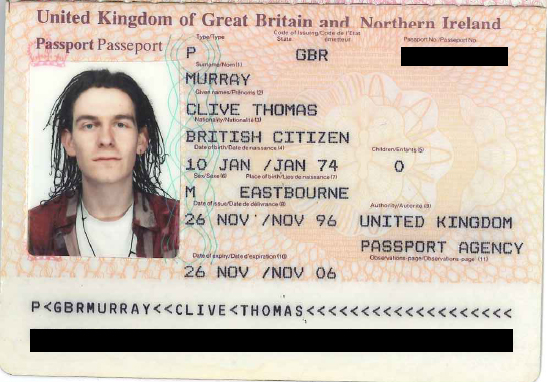 United Kingdom of Great Britain and Northern Ireland
Passport Passeport
Type/Type
Code of Issuing/Code de l'Etat
State émetteur
Passport No./Passeport No.
P GBR
Surname/Nom (1)
MURRAY
Given names/Prénoms (2)
CLIVE THOMAS
Nationality/Nationalité (3)
BRITISH CITIZEN
Date of birth/Date de naissance (4)
Children/Enfants (5)
10 JAN /JAN 74 0
Sex/Sexe (6) Place of birth/Lieu de naissance (7)
M EASTBOURNE
Date of issue/Date de délivrance (8)
Authority/Autorité (9)
26 NOV /NOV 96 UNITED KINGDOM
PASSPORT AGENCY
Date of expiry/Date d'expiration (10)
Observations-page/Observations-page (11)
26 NOV /NOV 06
P<GBRMURRAY<<CLIVE<THOMAS<<<<<<<<<<<<<<<<<<<